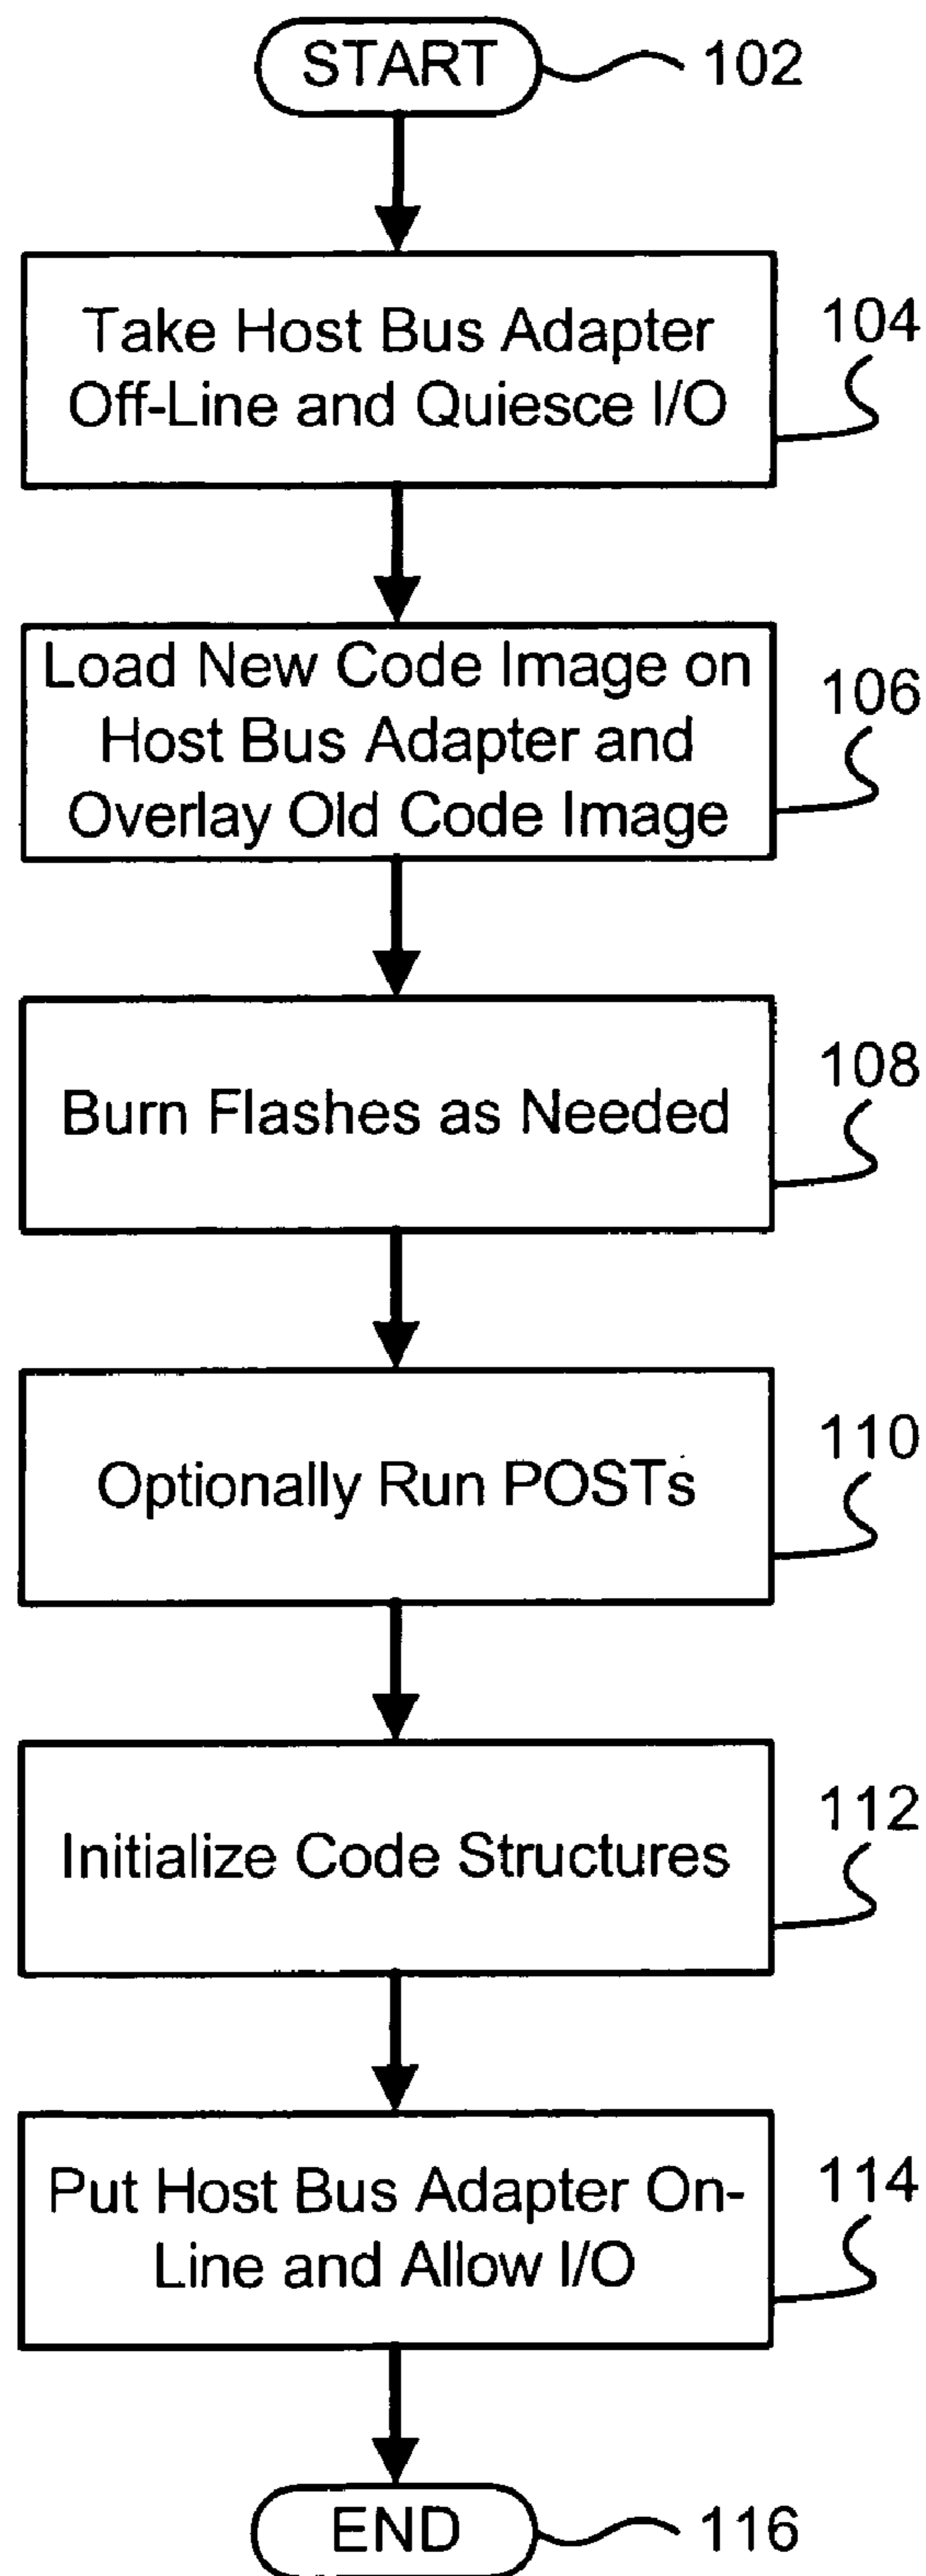 START
102
Take Host Bus Adapter
Off-Line and Quiesce I/O
104
Load New Code Image on
Host Bus Adapter and
Overlay Old Code Image
106
Burn Flashes as Needed
108
Optionally Run POSTs
110
Initialize Code Structures
112
Put Host Bus Adapter On-
Line and Allow I/O
114
END
116